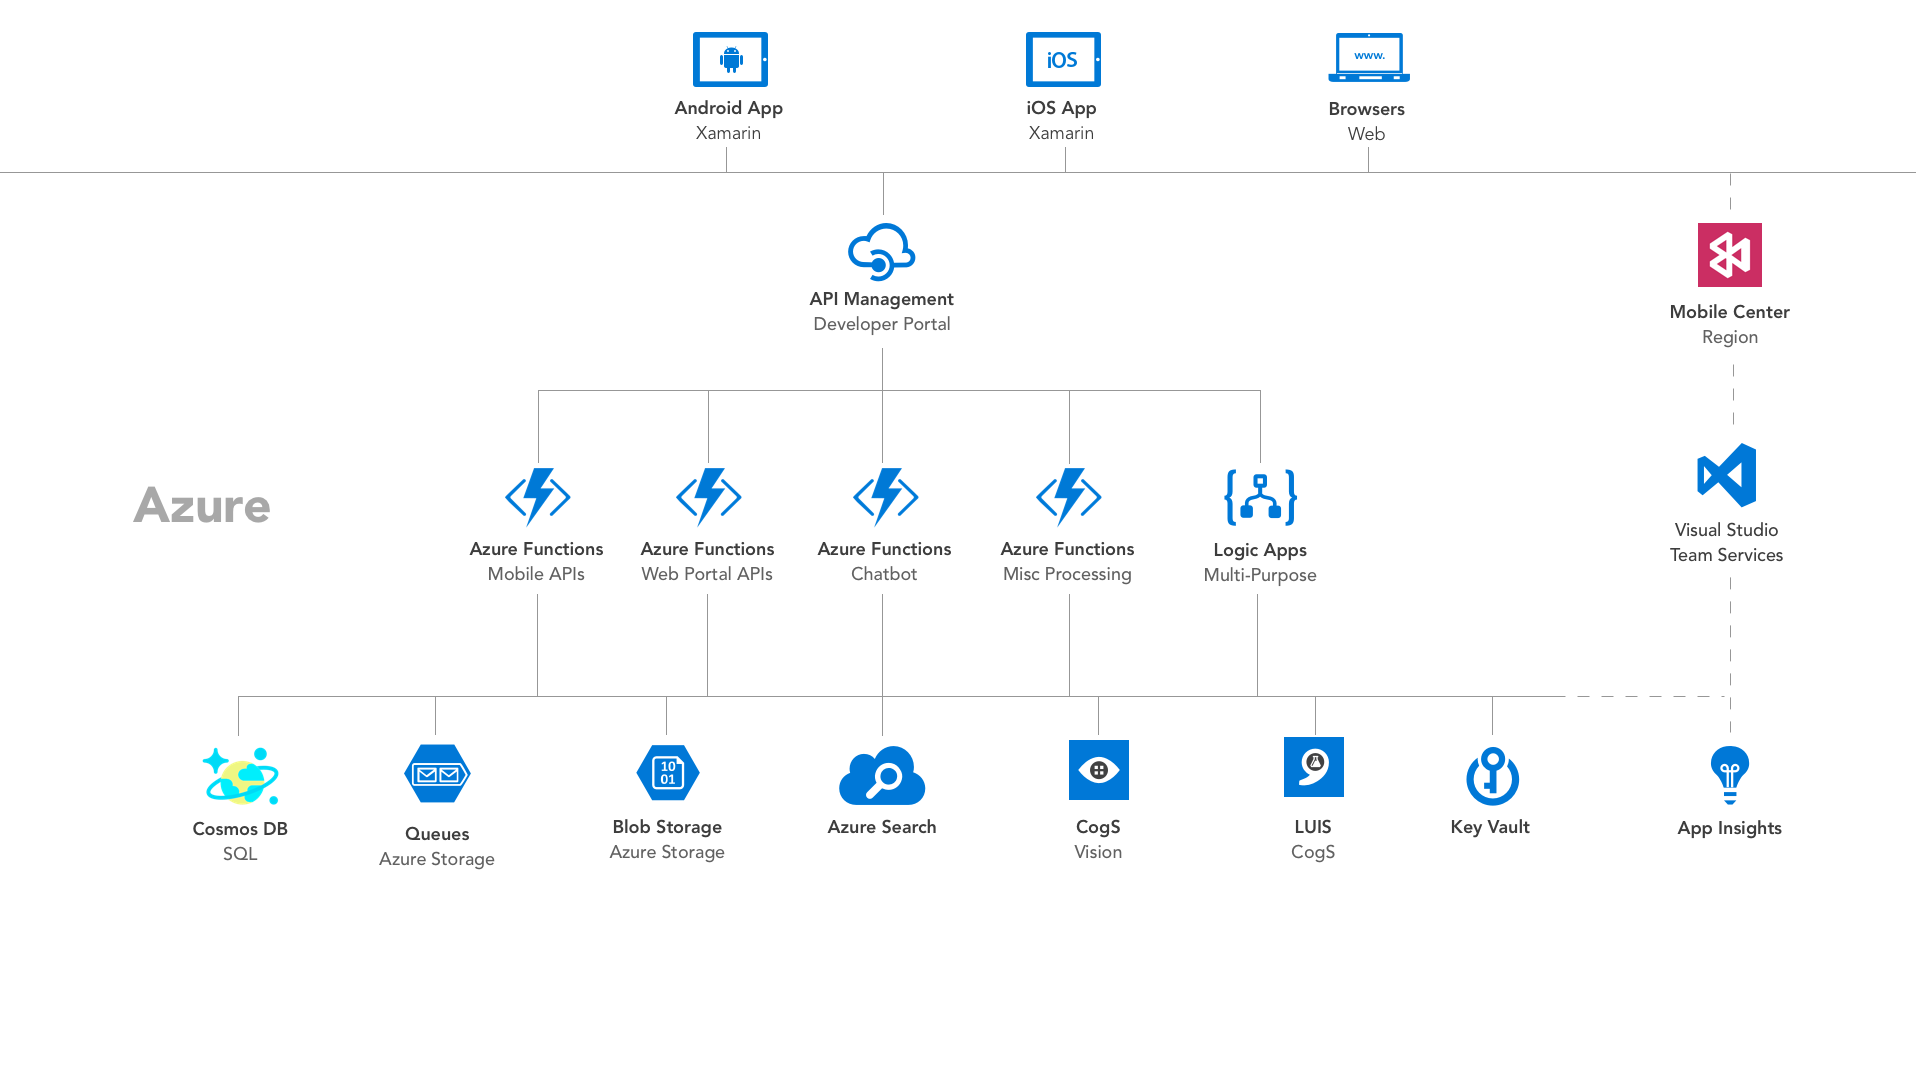 iOS
www.
Android App
Xamarin
iOS App
Xamarin
Browsers
Web
API Management
Developer Portal
Mobile Center
Region
Azure
Azure Functions
Mobile APIs
Azure Functions
Web Portal APIs
Azure Functions
Chatbot
Azure Functions
Misc Processing
Logic Apps
Multi-Purpose
Visual Studio
Team Services
10
01
Cosmos DB
SQL
Queues
Azure Storage
Blob Storage
Azure Storage
Azure Search
CogS
Vision
LUIS
CogS
Key Vault
App Insights